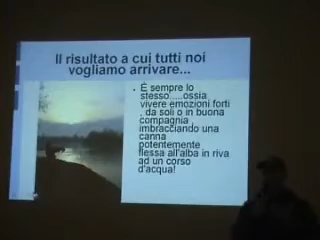 Il risultato a cui tutti noi
vogliamo arrivare...
• È sempre lo
stesso.....ossia
vivere emozioni forti
, da soli o in buona
compagnia ,
imbracciando una
canna
potentemente
flessa all'alba in riva
ad un corso
d'acqua!